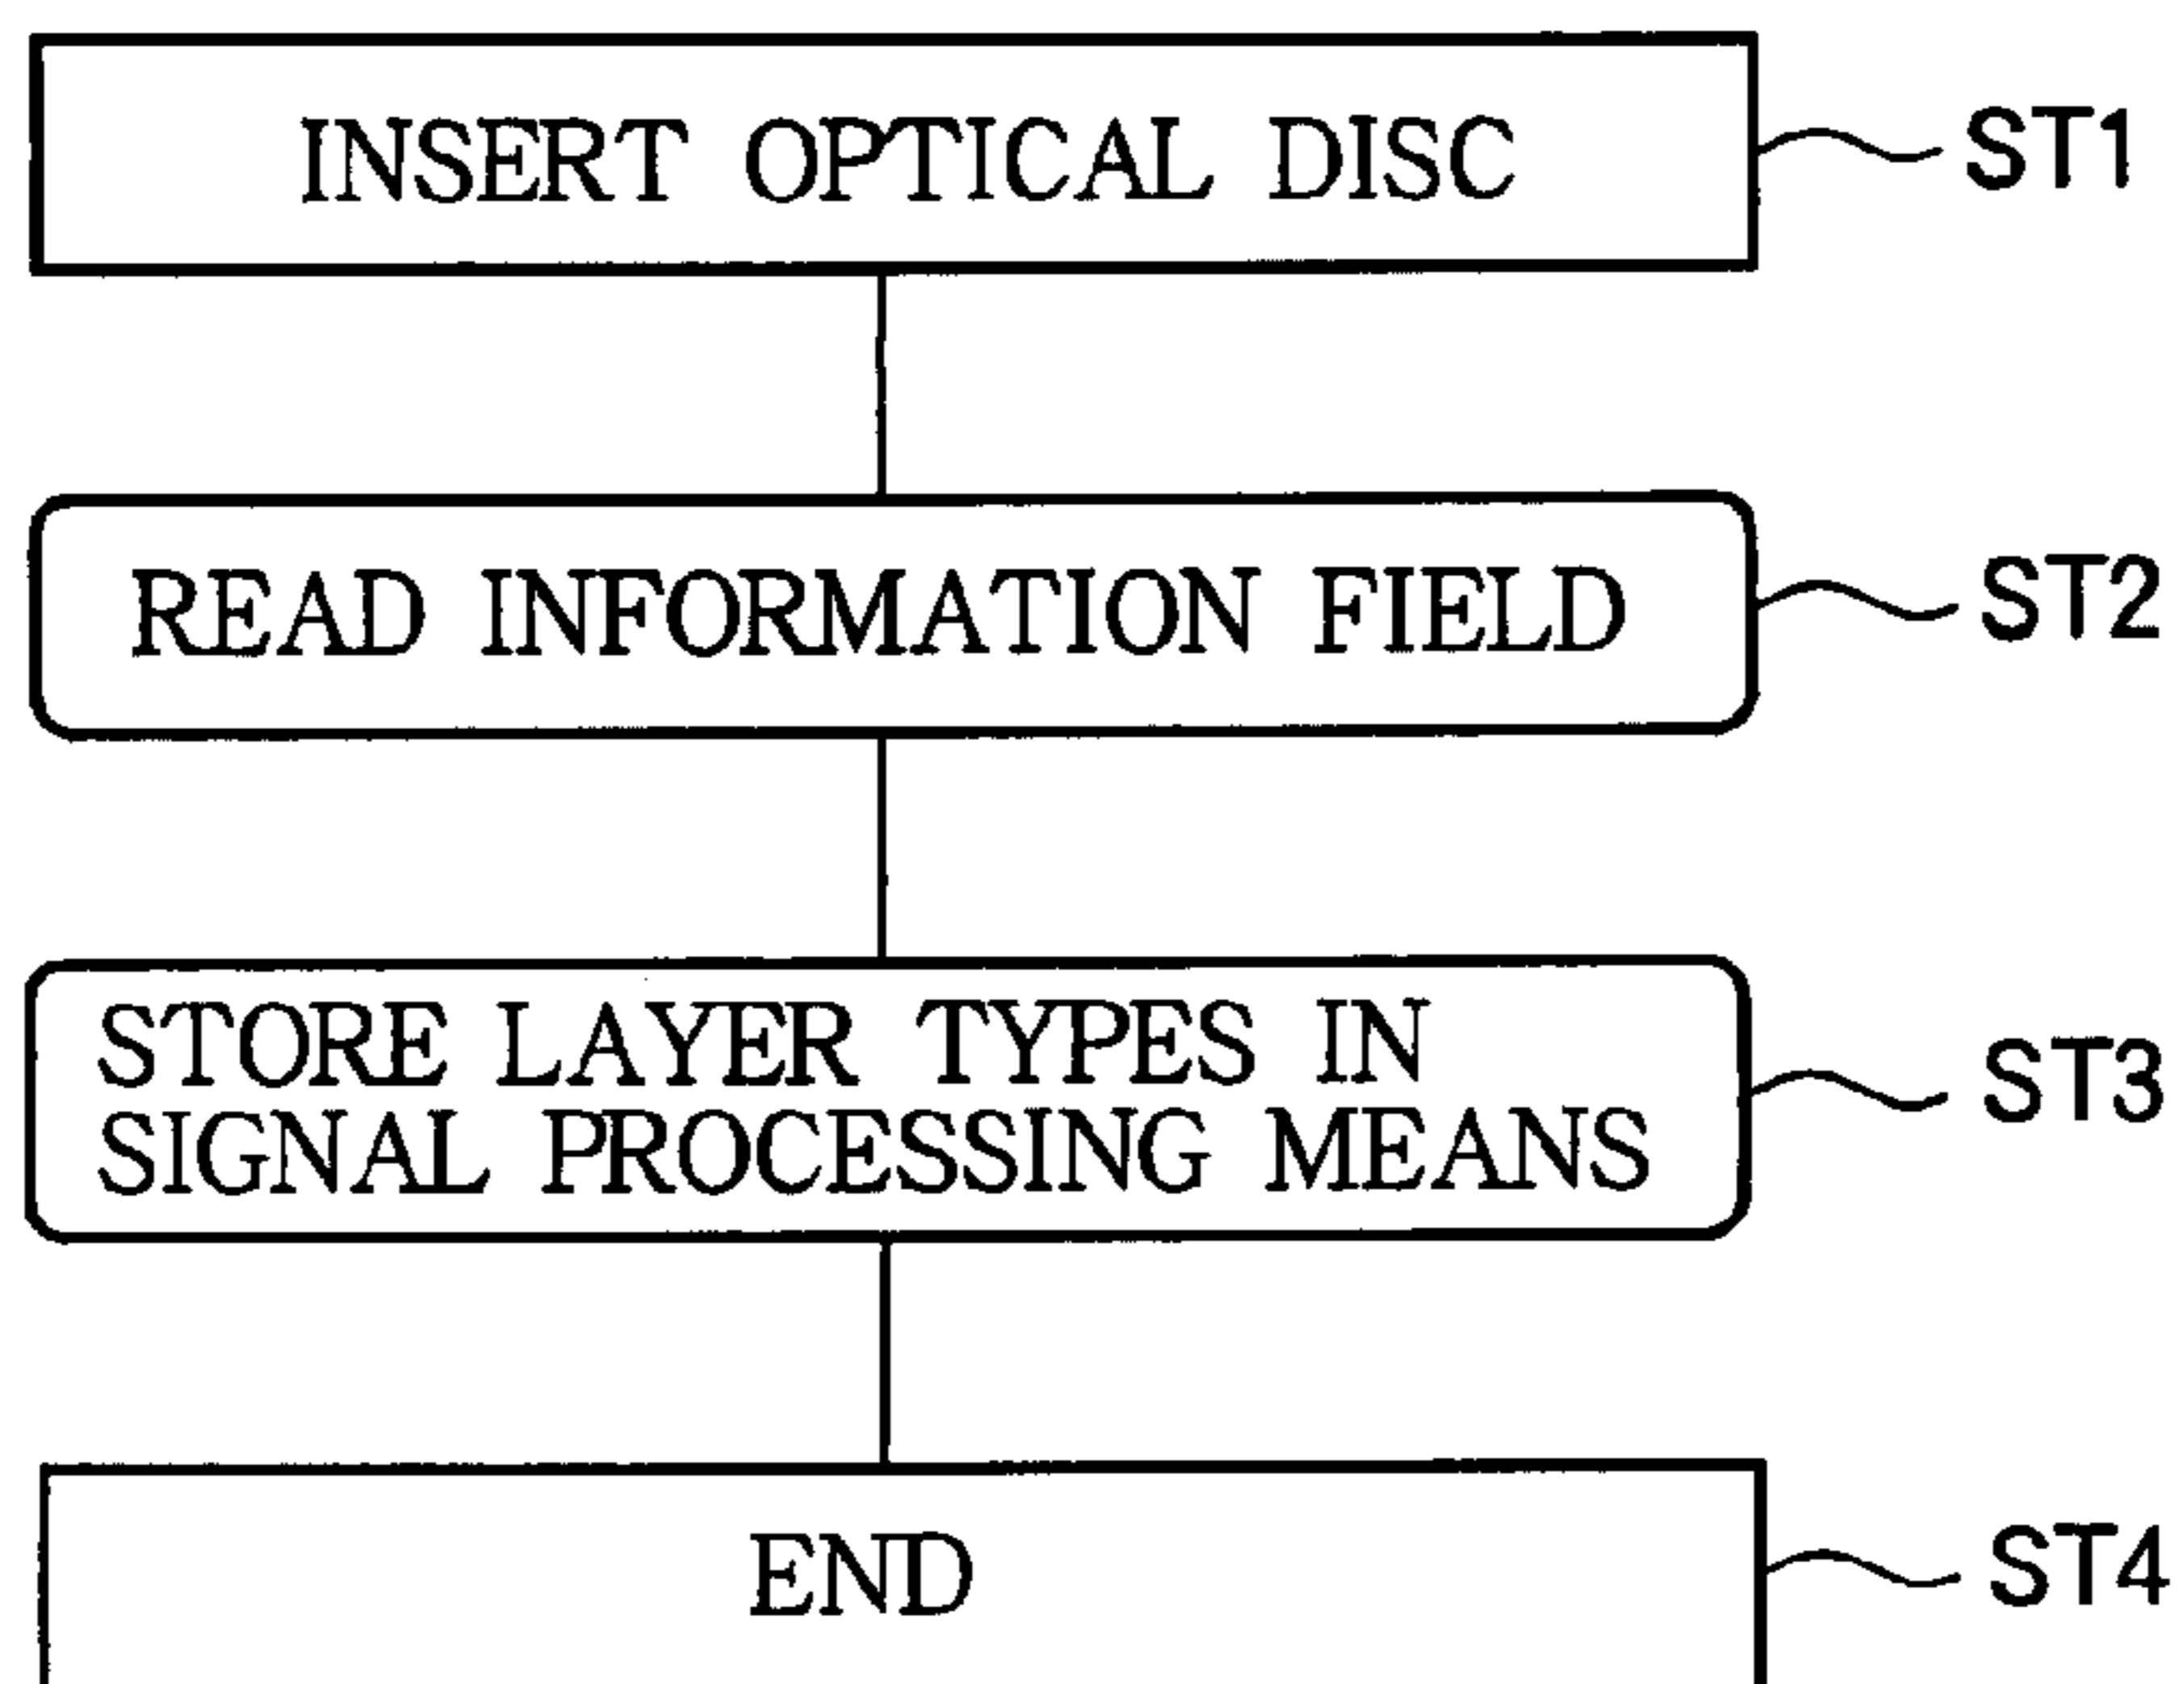 INSERT OPTICAL DISC ST1
READ INFORMATION FIELD ST2
STORE LAYER TYPES IN
SIGNAL PROCESSING MEANS ST3
END ST4